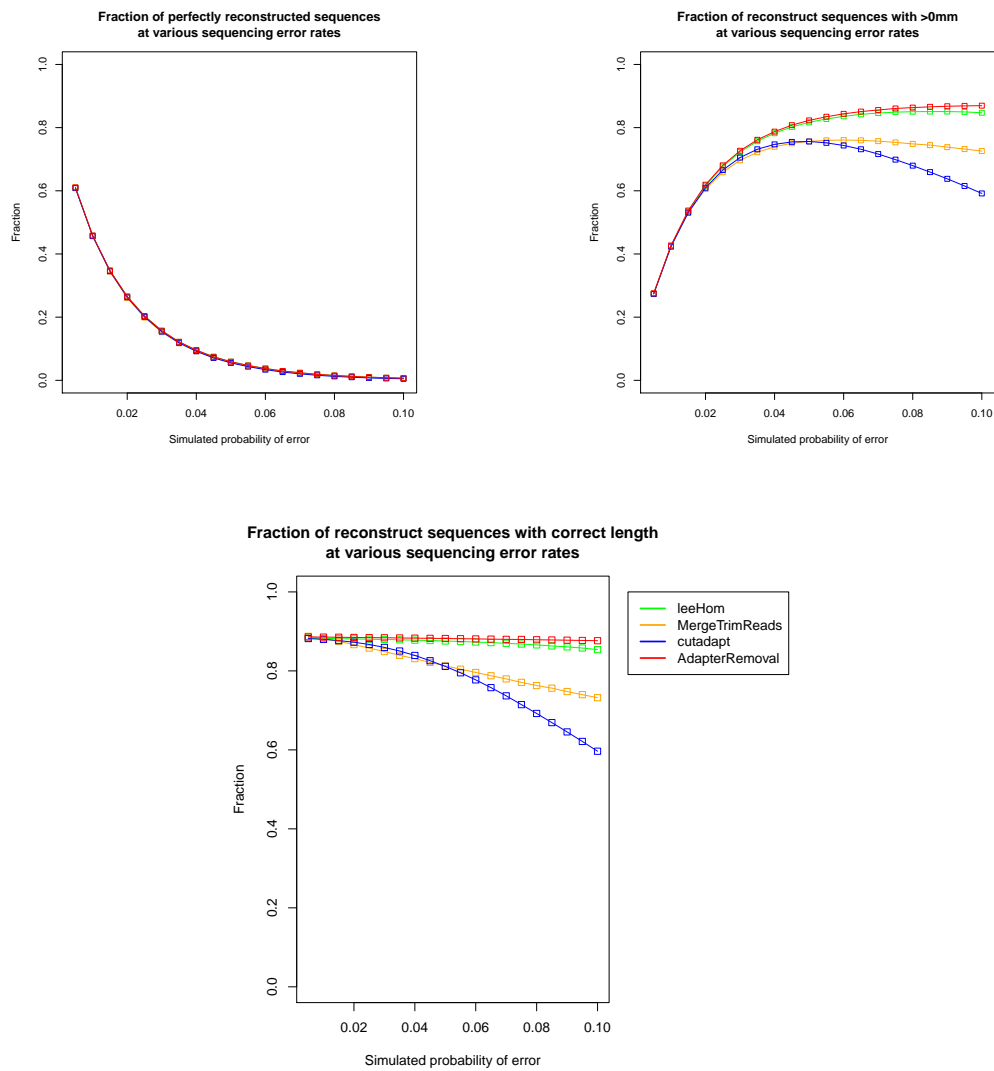 Fraction of perfectly reconstructed sequences
at various sequencing error rates
1.0
0.8
0.6
0.4
0.2
0.0
Fraction
0.02 0.04 0.06 0.08 0.10
Simulated probability of error
Fraction of reconstruct sequences with >0mm
at various sequencing error rates
1.0
0.8
0.6
0.4
0.2
0.0
Fraction
0.02 0.04 0.06 0.08 0.10
Simulated probability of error
Fraction of reconstruct sequences with correct length
at various sequencing error rates
1.0
0.8
0.6
0.4
0.2
0.0
Fraction
0.02 0.04 0.06 0.08 0.10
Simulated probability of error
leeHom
MergeTrimReads
cutadapt
AdapterRemoval